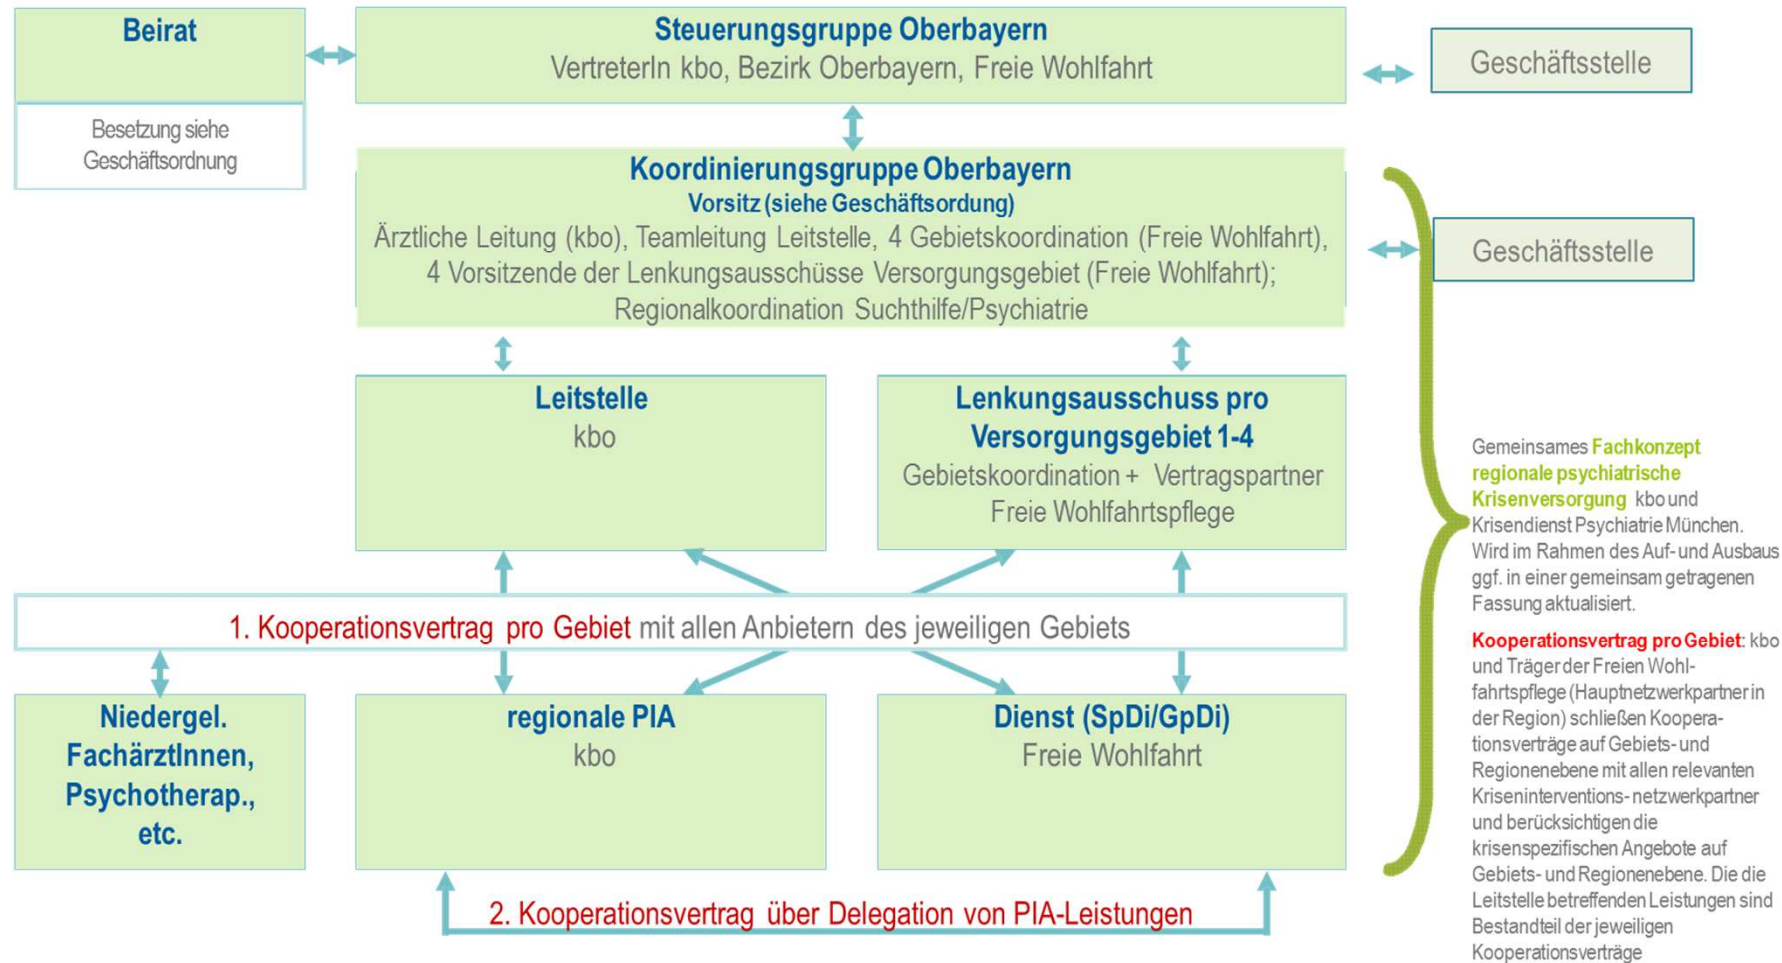 Beirat
Besetzung siehe
Geschäftsordnung
Steuerungsgruppe Oberbayern
VertreterIn kbo, Bezirk Oberbayern, Freie Wohlfahrt
Geschäftsstelle
Koordinierungsgruppe Oberbayern
Vorsitz (siehe Geschäftsordung)
Ärztliche Leitung (kbo), Teamleitung Leitstelle, 4 Gebietskoordination (Freie Wohlfahrt),
4 Vorsitzende der Lenkungsausschüsse Versorgungsgebiet (Freie Wohlfahrt);
Regionalkoordination Suchthilfe/Psychiatrie
Geschäftsstelle
Leitstelle
kbo
Lenkungsausschuss pro
Versorgungsgebiet 1-4
Gebietskoordination + Vertragspartner
Freie Wohlfahrtspflege
1. Kooperationsvertrag pro Gebiet mit allen Anbietern des jeweiligen Gebiets
Niedergel.
FachärztInnen,
Psychotherap.,
etc.
regionale PIA
kbo
Dienst (SpDi/GpDi)
Freie Wohlfahrt
2. Kooperationsvertrag über Delegation von PIA-Leistungen
Gemeinsames Fachkonzept
regionale psychiatrische
Krisenversorgung kbo und
Krisendienst Psychiatrie München.
Wird im Rahmen des Auf- und Ausbaus
ggf. in einer gemeinsam getragenen
Fassung aktualisiert.
Kooperationsvertrag pro Gebiet: kbo
und Träger der Freien Wohl-
fahrtspflege (Hauptnetzwerkpartner in
der Region) schließen Koopera-
tionsverträge auf Gebiets- und
Regionenebene mit allen relevanten
Kriseninterventions- netzwerkpartner
und berücksichtigen die
krisenspezifischen Angebote auf
Gebiets- und Regionenebene. Die die
Leitstelle betreffenden Leistungen sind
Bestandteil der jeweiligen
Kooperationsverträge